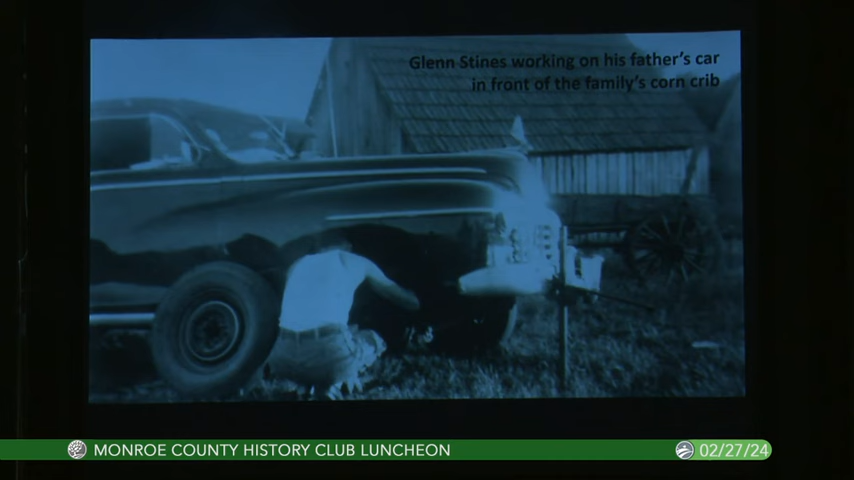 Glenn Stines working on his father's car
in front of the family's corn crib
MONROE COUNTY HISTORY CLUB LUNCHEON
02/27/24